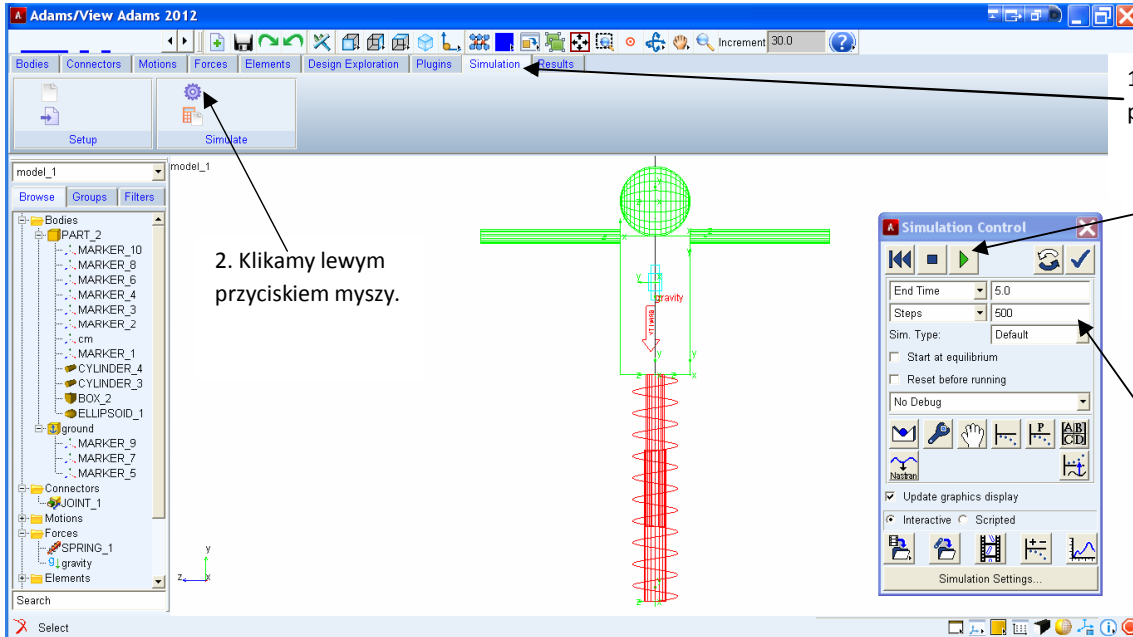 Adams/View Adams 2012
Increment 30.0
Bodies Connectors Motions Forces Elements Design Exploration Plugins Simulation Results
Setup Simulate
1
p
model_1
Browse Groups Filters
Bodies
PART_2
MARKER_10
MARKER_8
MARKER_6
MARKER_4
MARKER_3
MARKER_2
cm
MARKER_1
CYLINDER_4
CYLINDER_3
BOX_2
ELLIPSOID_1
ground
MARKER_9
MARKER_7
MARKER_5
Connectors
JOINT_1
Motions
Forces
SPRING_1
gravity
Elements
Search
Select
model_1
2. Klikamy lewym
przyciskiem myszy.
gravity
y
z x
Simulation Control
End Time 5.0
Steps 500
Sim. Type: Default
Start at equilibrium
Reset before running
No Debug
P
AB
CD
Nastran
Update graphics display
Interactive Scripted
Simulation Settings...